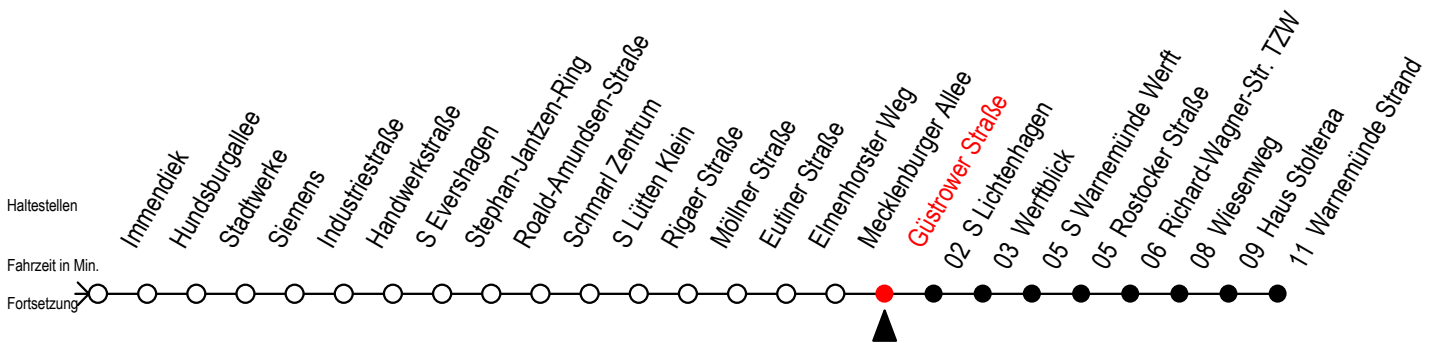 Haltestellen
Fahrzeit in Min.
Fortsetzung
Immendiek
Hundsburgallee
Stadtwerke
Siemens
Industriestraße
Handwerkstraße
S Evershagen
Stephan-Jantzen-Ring
Roald-Amundsen-Straße
Schmarl Zentrum
S Lütten Klein
Rigaer Straße
Möllner Straße
Eutiner Straße
Elmenhorster Weg
Mecklenburger Allee
Güstrower Straße
02 S Lichtenhagen
03 Werftblick
05 S Warnemünde Werft
05 Rostocker Straße
06 Richard-Wagner-Str. TZW
08 Wiesenweg
09 Haus Stolteraa
11 Warnemünde Strand